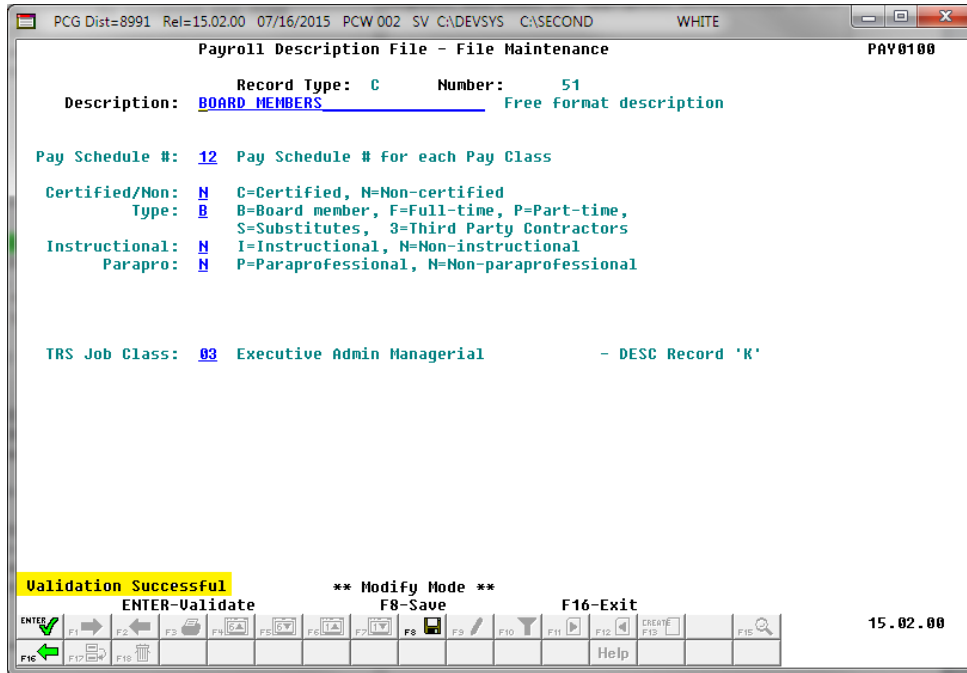 PCG Dist=8991 Rel=15.02.00 07/16/2015 PCW 002 SV C:\DEVSYS C:\SECOND WHITE
Payroll Description File - File Maintenance PAY0100
Record Type: C Number: 51
Description: BOARD MEMBERS Free format description
Pay Schedule #: 12 Pay Schedule # for each Pay Class
Certified/Non: N C=Certified, N=Non-certified
Type: B B=Board member, F=Full-time, P=Part-time,
S=Substitutes, 3=Third Party Contractors
Instructional: N I=Instructional, N=Non-instructional
Parapro: N P=Paraprofessional, N=Non-paraprofessional
TRS Job Class: 03 Executive Admin Managerial - DESC Record 'K'
Validation Successful ** Modify Mode **
ENTER-Validate F8-Save F16-Exit
ENTER F1 F2 F3 F4 F5 F6 F7 F8 F9 F10 F11 F12 CREATE F13 F15 15.02.00
F16 F17 F18 Help